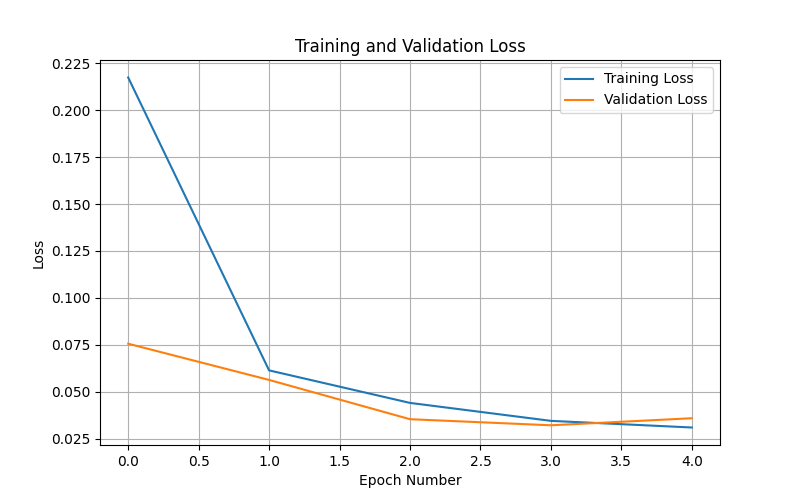 Training and Validation Loss
Training Loss
Validation Loss
Loss
0.225
0.200
0.175
0.150
0.125
0.100
0.075
0.050
0.025
0.0 0.5 1.0 1.5 2.0 2.5 3.0 3.5 4.0
Epoch Number